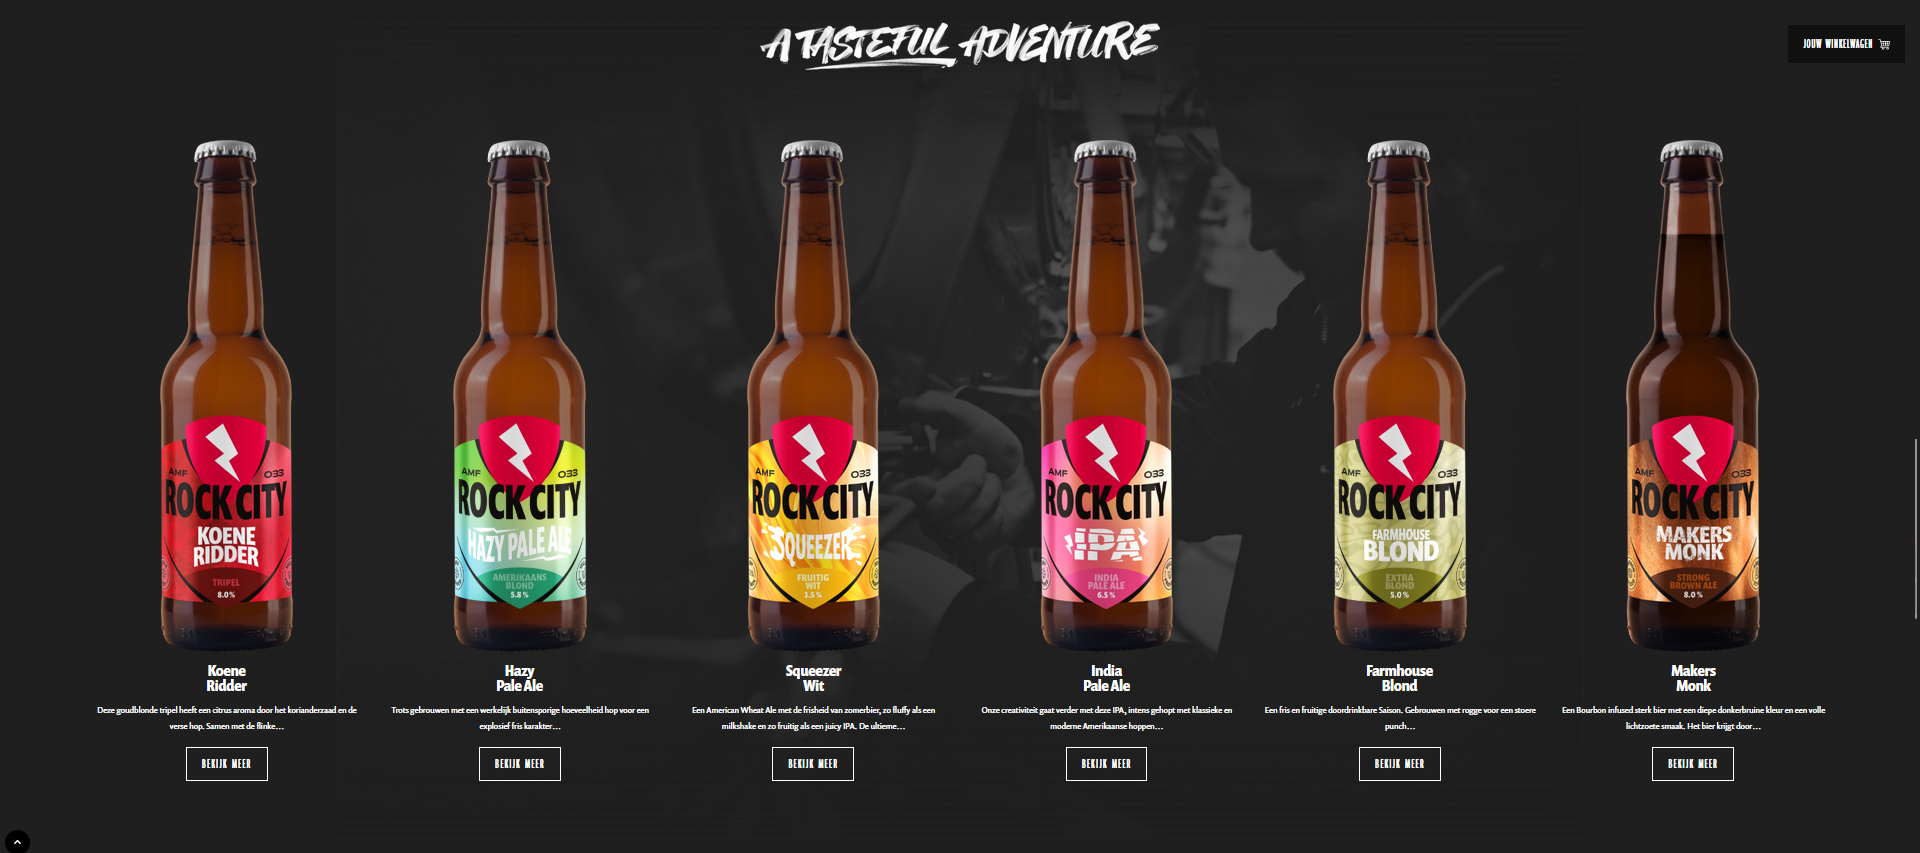 A TASTEFUL ADVENTURE
JOUW WINKELWAGEN
AMF 033
ROCK CITY
KOENE
RIDDER
TRIPEL
8.0%
AMF 033
ROCK CITY
HAZY PALE ALE
AMERIKAANS
BLOND
5.8%
AMF 033
ROCK CITY
SQUEEZER
FRUITIG
WIT
3.5%
AMF 033
ROCK CITY
IPA
INDIA
PALE ALE
6.5%
AMF 033
ROCK CITY
FARMHOUSE
BLOND
EXTRA
BLOND
5.0%
AMF 033
ROCK CITY
MAKERS
MONK
STRONG
BROWN ALE
8.0%
Koene
Ridder
Deze goudblonde tripel heeft een citrus aroma door het korianderzaad en de
verse hop. Samen met de flinke...
BEKIJK MEER
Hazy
Pale Ale
Trots gebrouwen met een werkelijk buitensporige hoeveelheid hop voor een
explosief fris karakter...
BEKIJK MEER
Squeezer
Wit
Een American Wheat Ale met de frisheid van zomerbier, zo fluffy als een
milkshake en zo fruitig als een juicy IPA. De ultieme...
BEKIJK MEER
India
Pale Ale
Onze creativiteit gaat verder met deze IPA, intens gehopt met klassieke en
moderne Amerikaanse hoppen...
BEKIJK MEER
Farmhouse
Blond
Een fris en fruitige doordrinkbare Saison. Gebrouwen met rogge voor een stoere
punch...
BEKIJK MEER
Makers
Monk
Een Bourbon infused sterk bier met een diepe donkerbruine kleur en een volle
lichtzoete smaak. Het bier krijgt door...
BEKIJK MEER